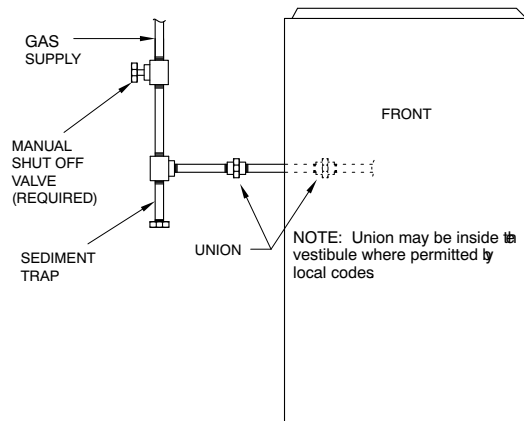 GAS
SUPPLY
FRONT
MANUAL
SHUT OFF
VALVE
(REQUIRED)
SEDIMENT
TRAP
UNION
NOTE: Union may be inside the
vestibule where permitted by
local codes